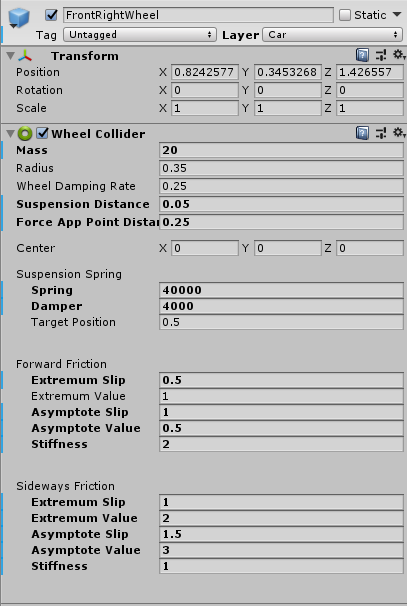 FrontRightWheel Static
Tag Untagged Layer Car
Transform
Position X 0.8242577 Y 0.3453268 Z 1.426557
Rotation X 0 Y 0 Z 0
Scale X 1 Y 1 Z 1
Wheel Collider
Mass 20
Radius 0.35
Wheel Damping Rate 0.25
Suspension Distance 0.05
Force App Point Distan 0.25
Center X 0 Y 0 Z 0
Suspension Spring
Spring 40000
Damper 4000
Target Position 0.5
Forward Friction
Extremum Slip 0.5
Extremum Value 1
Asymptote Slip 1
Asymptote Value 0.5
Stiffness 2
Sideways Friction
Extremum Slip 1
Extremum Value 2
Asymptote Slip 1.5
Asymptote Value 3
Stiffness 1